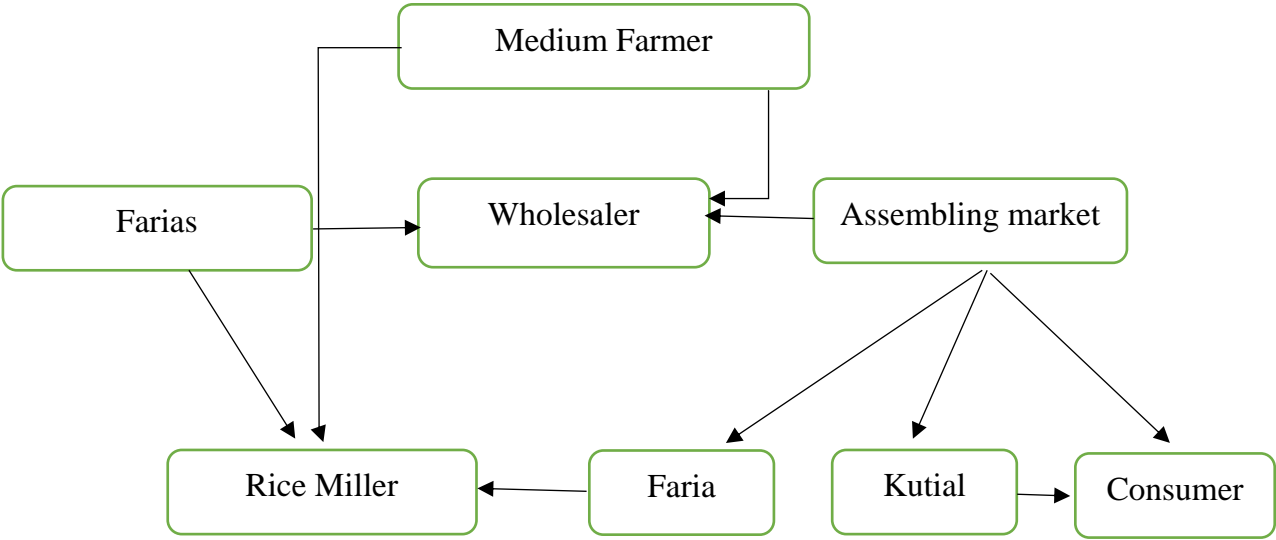 Medium Farmer
Farias
Wholesaler
Assembling market
Rice Miller
Faria
Kutial
Consumer